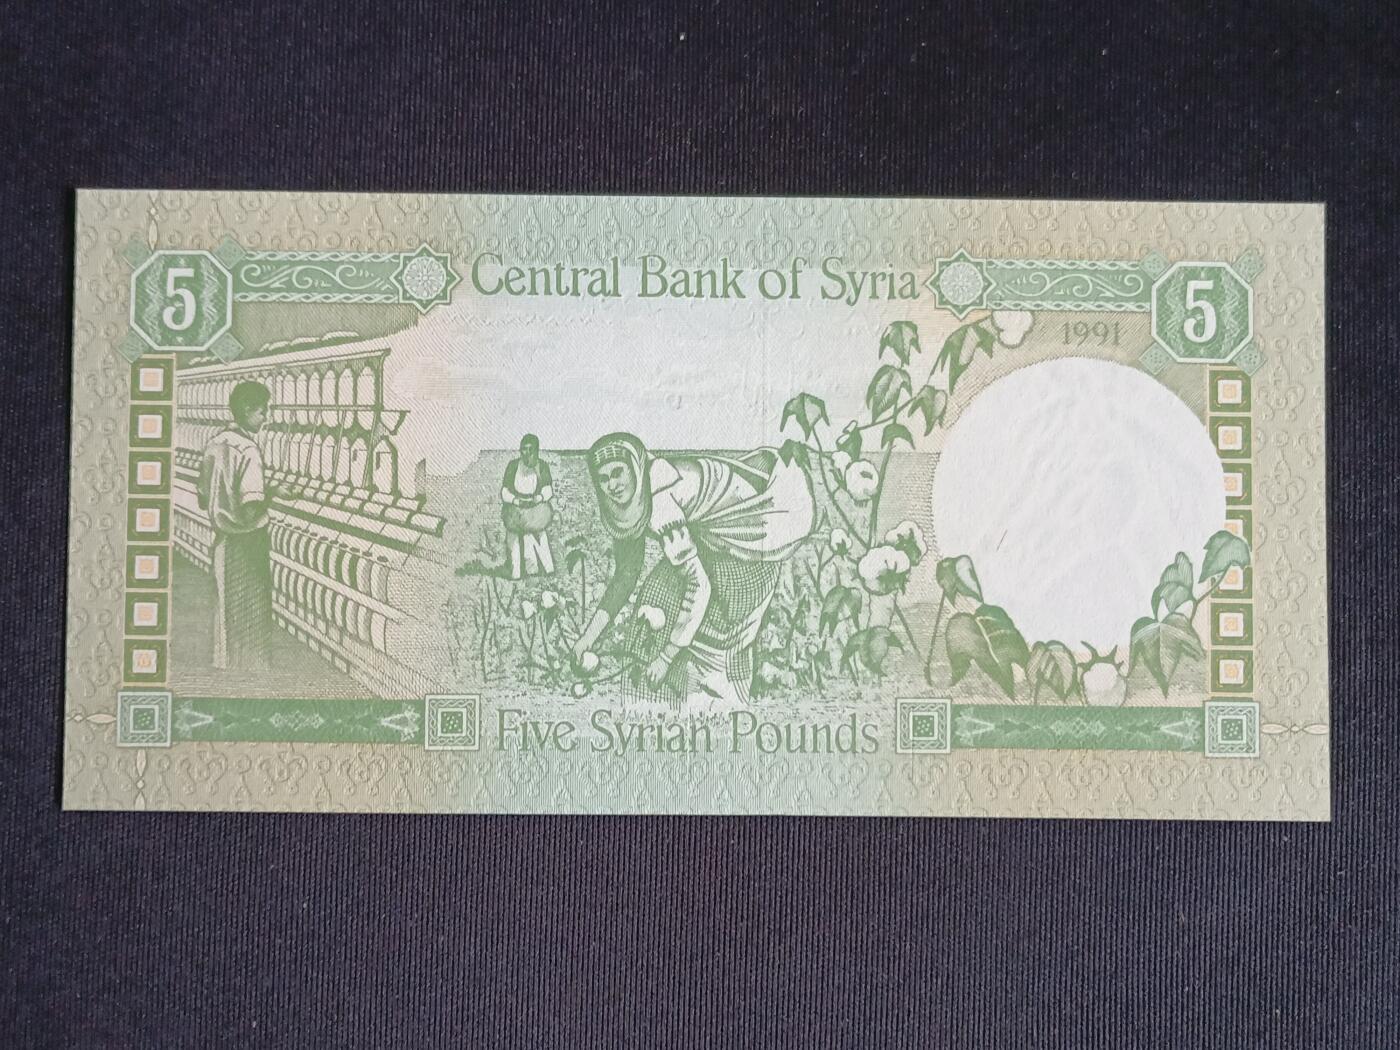 5 Central Bank of Syria 5
1991
Five Syrian Pounds